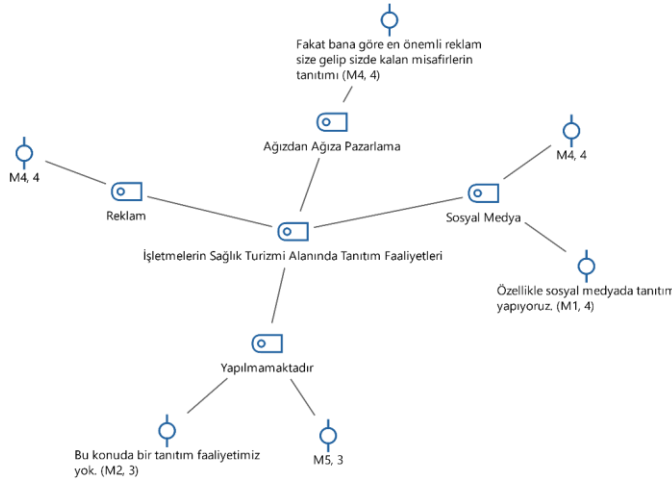 Fakat bana göre en önemli reklam
size gelip sizde kalan misafirlerin
tanıtımı (M4, 4)
Ağızdan Ağıza Pazarlama
M4, 4
M4, 4
Reklam
Sosyal Medya
İşletmelerin Sağlık Turizmi Alanında Tanıtım Faaliyetleri
Özellikle sosyal medyada tanıtım
yapıyoruz. (M1, 4)
Yapılmamaktadır
Bu konuda bir tanıtım faaliyetimiz
yok. (M2, 3)
M5, 3